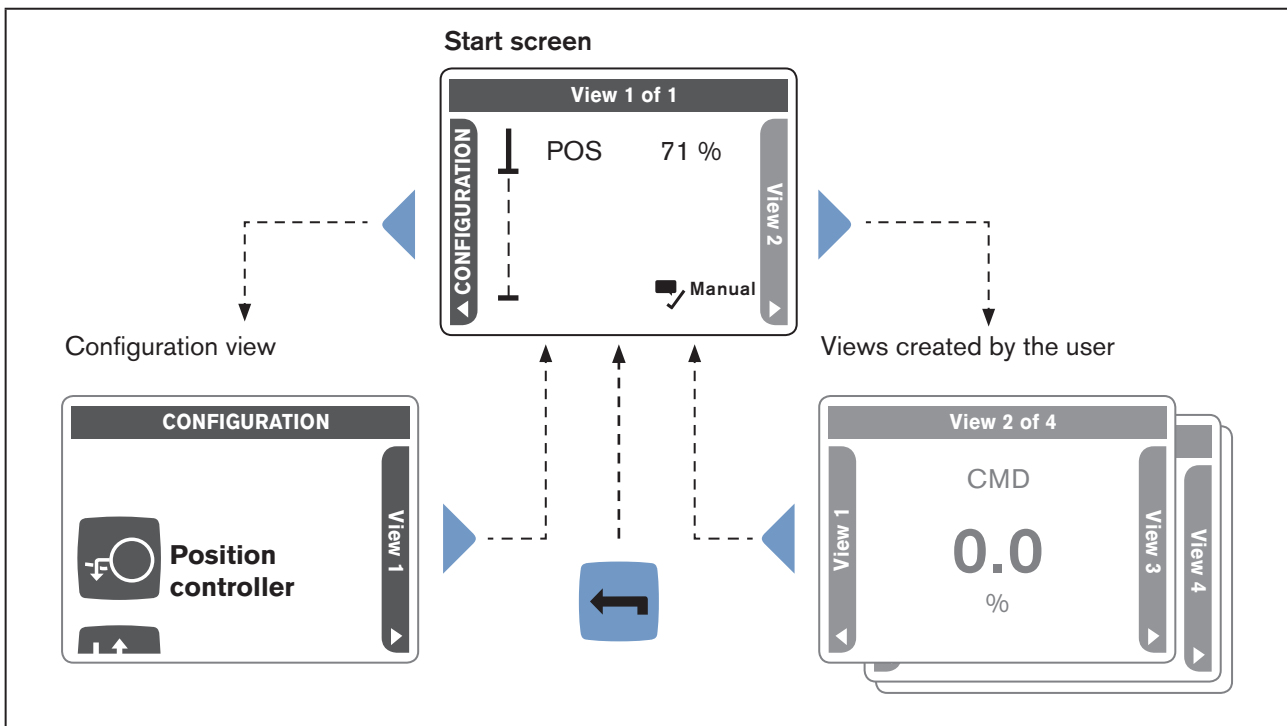 Start screen
View 1 of 1
CONFIGURATION
POS 71 %
View 2
Manual
Configuration view
Views created by the user
CONFIGURATION
View 1
Position
controller
View 2 of 4
View 1
CMD
0.0
%
View 3
View 4